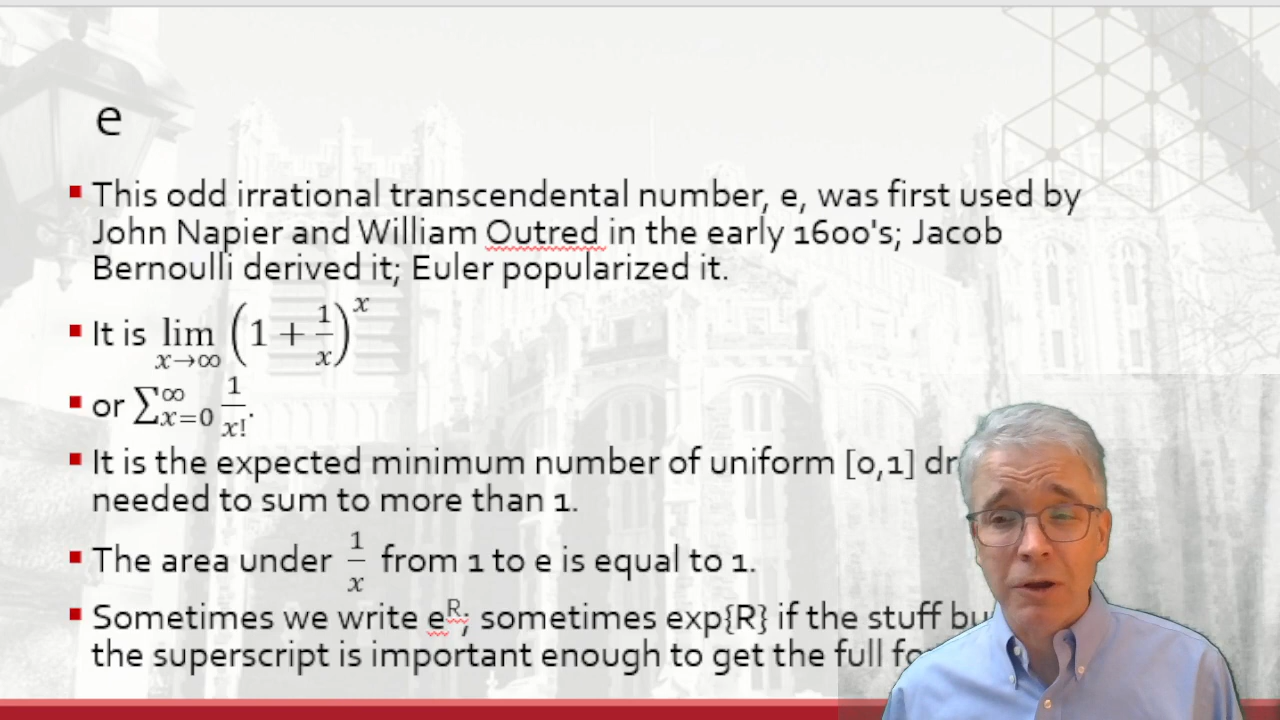 e
▪ This odd irrational transcendental number, e, was first used by
John Napier and William Outred in the early 1600's; Jacob
Bernoulli derived it; Euler popularized it.
▪ It is lim x→∞ (1 + 1/x)^x
▪ or ∑_{x=0}^{∞} 1/x!.
▪ It is the expected minimum number of uniform [0,1]
needed to sum to more than 1.
▪ The area under 1/x from 1 to e is equal to 1.
▪ Sometimes we write e^R; sometimes exp{R} if the stuff
the superscript is important enough to get the full